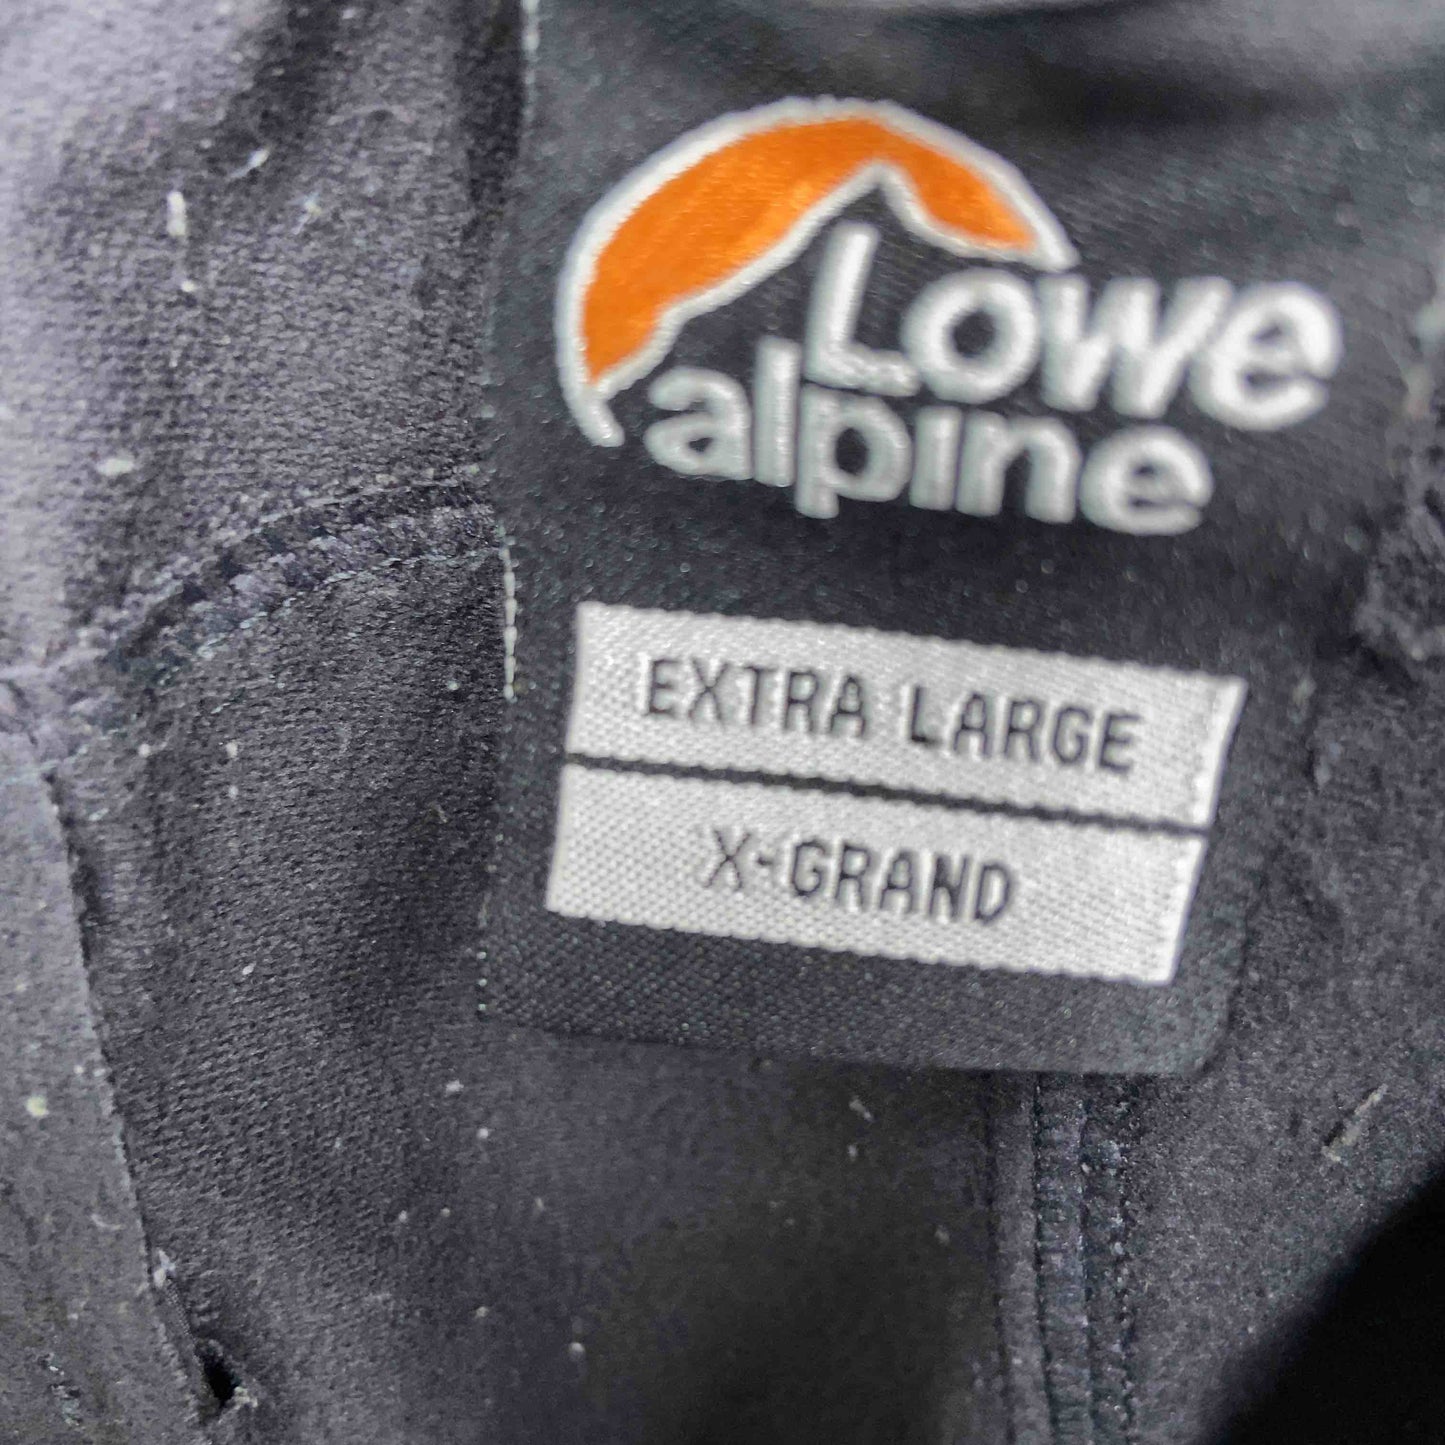 Lowe
alpine
EXTRA LARGE
X-GRAND